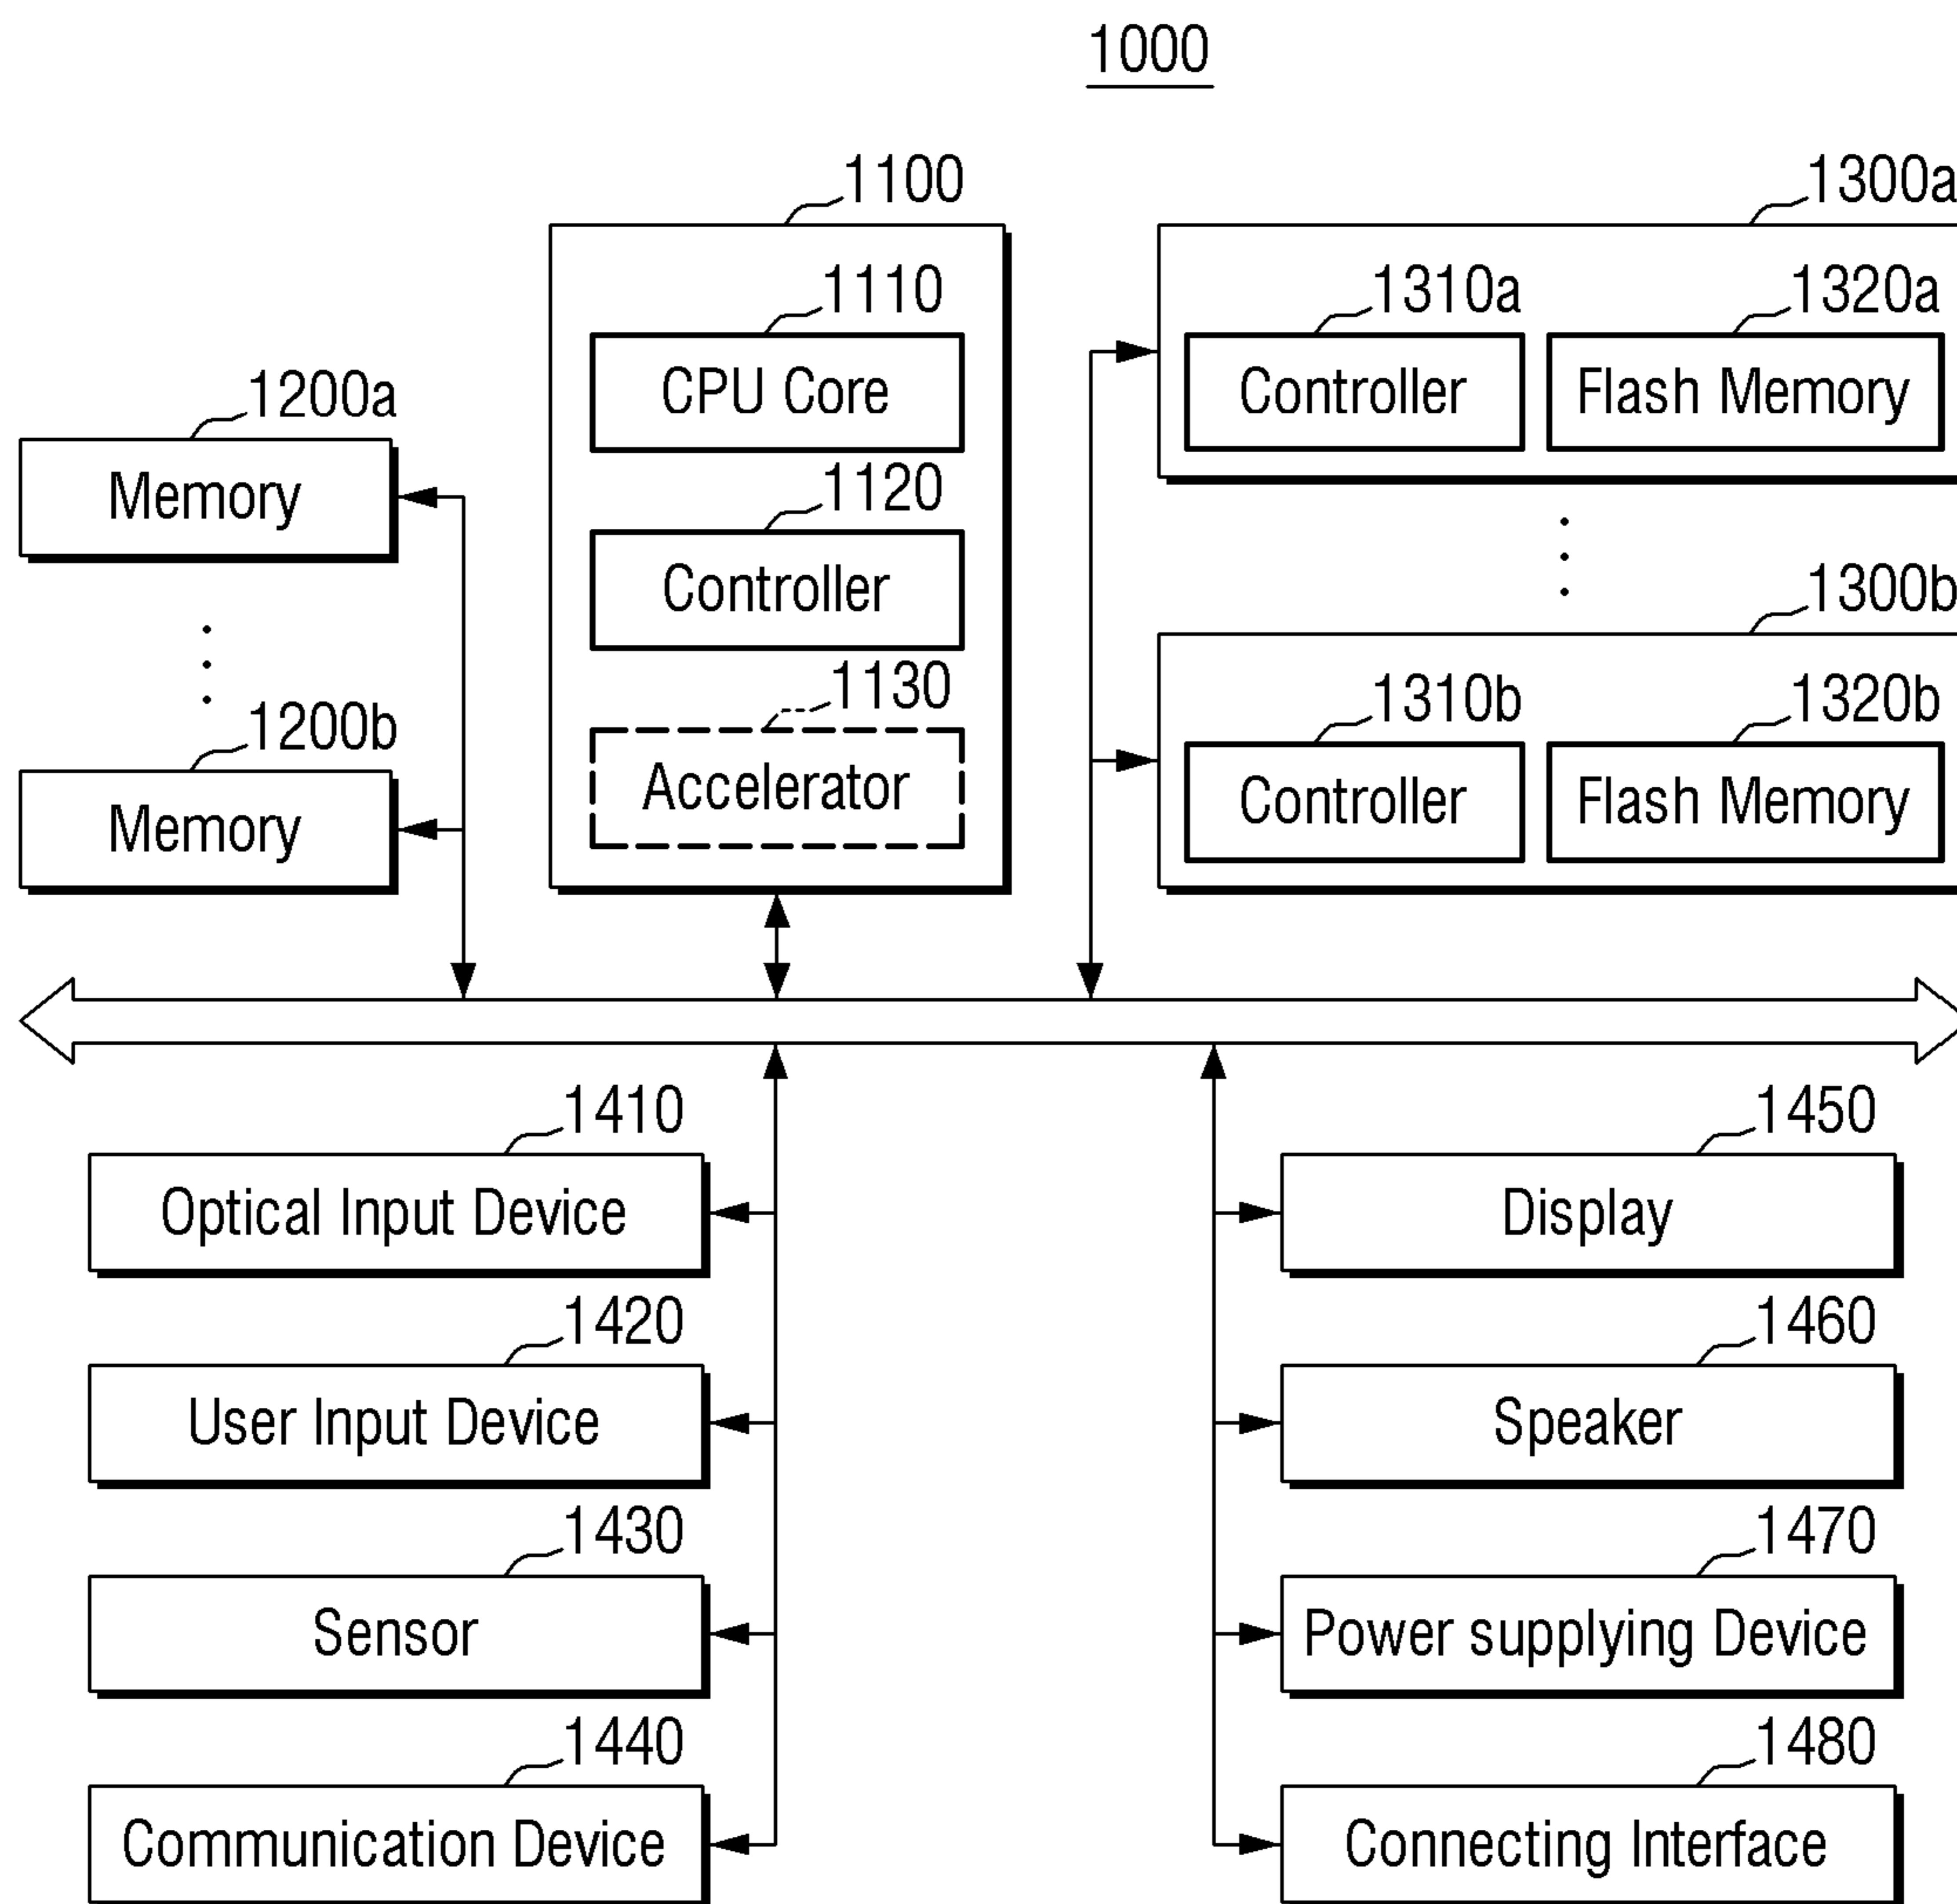 1000
1100
1110
CPU Core
1120
Controller
1130
Accelerator
1200a
Memory
1200b
Memory
1300a
1310a
Controller
1320a
Flash Memory
1300b
1310b
Controller
1320b
Flash Memory
1410
Optical Input Device
1420
User Input Device
1430
Sensor
1440
Communication Device
1450
Display
1460
Speaker
1470
Power supplying Device
1480
Connecting Interface